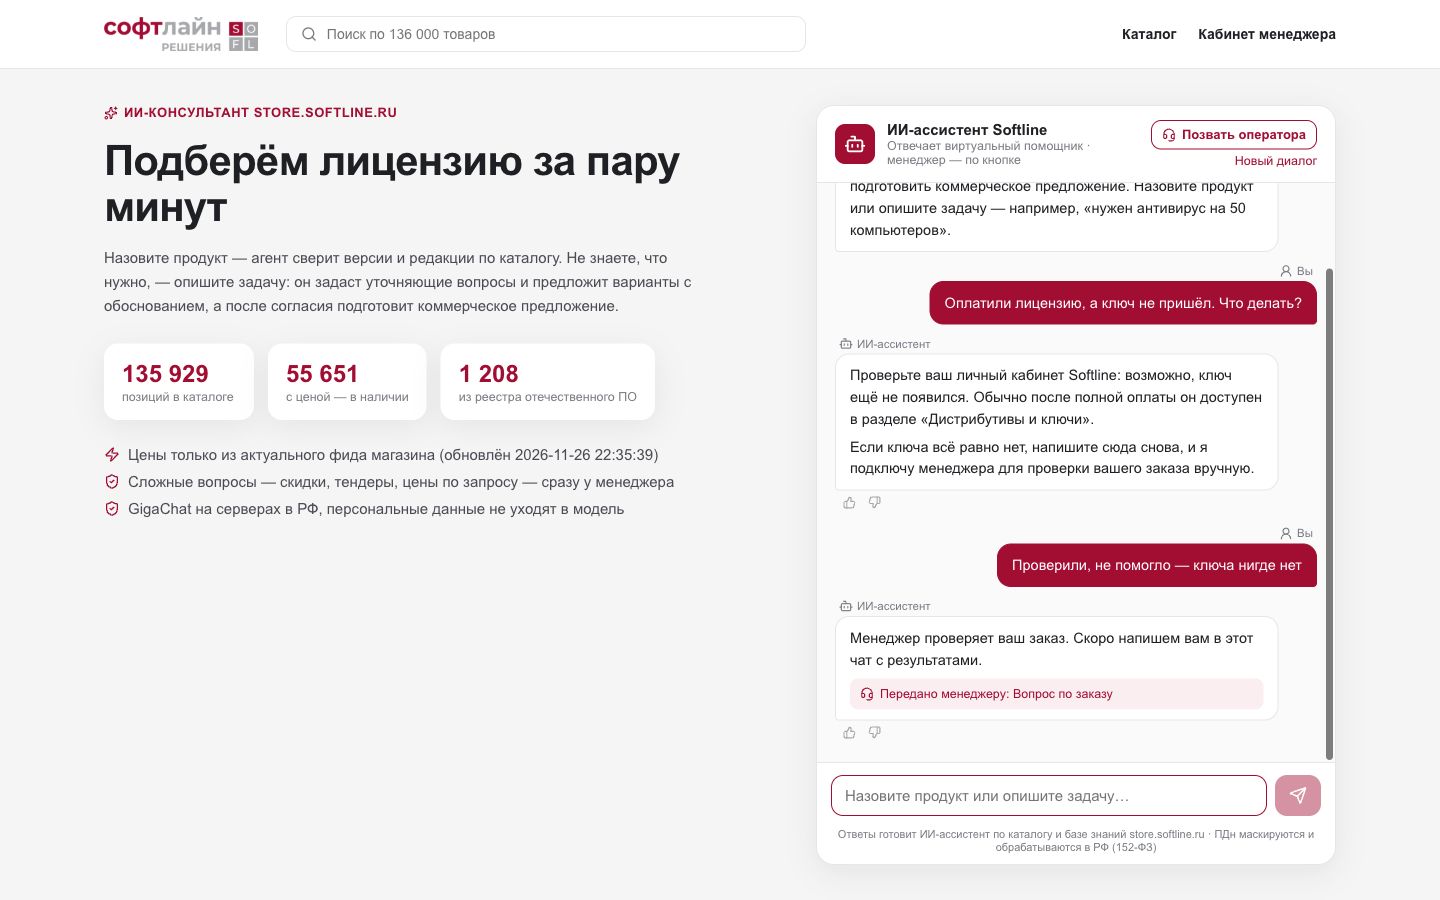 софтлайн
РЕШЕНИЯ
S O
F L
Поиск по 136 000 товаров
Каталог
Кабинет менеджера
ИИ-КОНСУЛЬТАНТ STORE.SOFTLINE.RU
Подберём лицензию за пару
минут
Назовите продукт — агент сверит версии и редакции по каталогу. Не знаете, что
нужно, — опишите задачу: он задаст уточняющие вопросы и предложит варианты с
обоснованием, а после согласия подготовит коммерческое предложение.
135 929
позиций в каталоге
55 651
с ценой — в наличии
1 208
из реестра отечественного ПО
Цены только из актуального фида магазина (обновлён 2026-11-26 22:35:39)
Сложные вопросы — скидки, тендеры, цены по запросу — сразу у менеджера
GigaChat на серверах в РФ, персональные данные не уходят в модель
ИИ-ассистент Softline
Отвечает виртуальный помощник ·
менеджер — по кнопке
Позвать оператора
Новый диалог
подготовить коммерческое предложение. Назовите продукт
или опишите задачу — например, «нужен антивирус на 50
компьютеров».
Вы
Оплатили лицензию, а ключ не пришёл. Что делать?
ИИ-ассистент
Проверьте ваш личный кабинет Softline: возможно, ключ
ещё не появился. Обычно после полной оплаты он доступен
в разделе «Дистрибутивы и ключи».
Если ключа всё равно нет, напишите сюда снова, и я
подключу менеджера для проверки вашего заказа вручную.
Вы
Проверили, не помогло — ключа нигде нет
ИИ-ассистент
Менеджер проверяет ваш заказ. Скоро напишем вам в этот
чат с результатами.
Передано менеджеру: Вопрос по заказу
Назовите продукт или опишите задачу…
Ответы готовит ИИ-ассистент по каталогу и базе знаний store.softline.ru · ПДн маскируются и
обрабатываются в РФ (152-ФЗ)